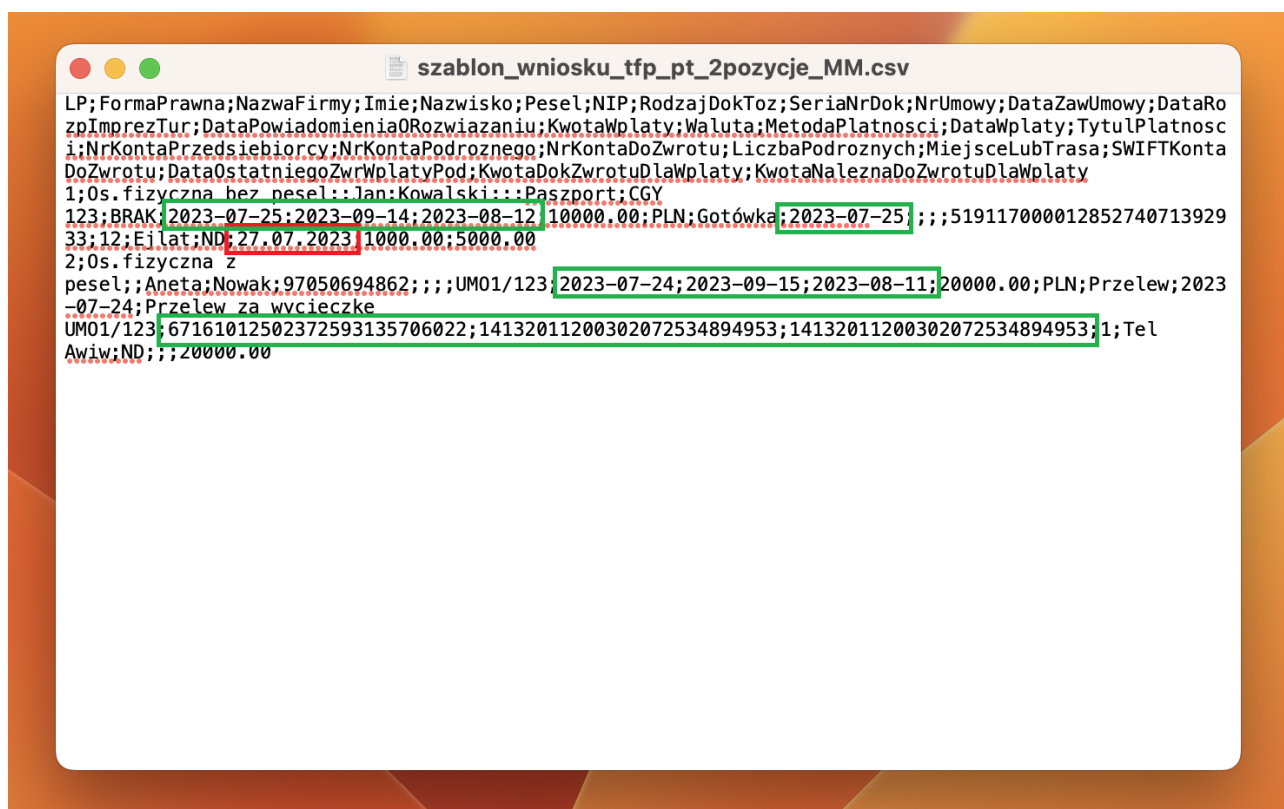 szablon_wniosku_tfp_pt_2pozycje_MM.csv
LP;FormaPrawna;NazwaFirmy;Imie;Nazwisko;Pesel;NIP;RodzajDokToz;SeriaNrDok;NrUmowy;DataZawUmowy;DataRo
zpImprezTur;DataPowiadomieniaORozwiazaniu;KwotaWplaty;Waluta;MetodaPlatnosci;DataWplaty;TytulPlatnosc
i;NrKontaPrzedsiebiorcy;NrKontaPodroznego;NrKontaDoZwrotu;LiczbaPodroznych;MiejsceLubTrasa;SWIFTKonta
DoZwrotu;DataOstatniegoZwrWplatyPod;KwotaDokZwrotuDlaWplaty;KwotaNaleznaDoZwrotuDlaWplaty
1;Os.fizyczna bez pesel;;Jan;Kowalski;;;Paszport;CGY
123;BRAK;2023-07-25;2023-09-14;2023-08-12;10000.00;PLN;Gotówka;2023-07-25;;;;519117000012852740713929
33;12;Ejlat;ND;27.07.2023;1000.00;5000.00
2;Os.fizyczna z
pesel;;Aneta;Nowak;97050694862;;;;UMO1/123;2023-07-24;2023-09-15;2023-08-11;20000.00;PLN;Przelew;2023
-07-24;Przelew za wycieczke
UMO1/123;67161012502372593135706022;14132011200302072534894953;14132011200302072534894953;1;Tel
Awiw;ND;;;20000.00